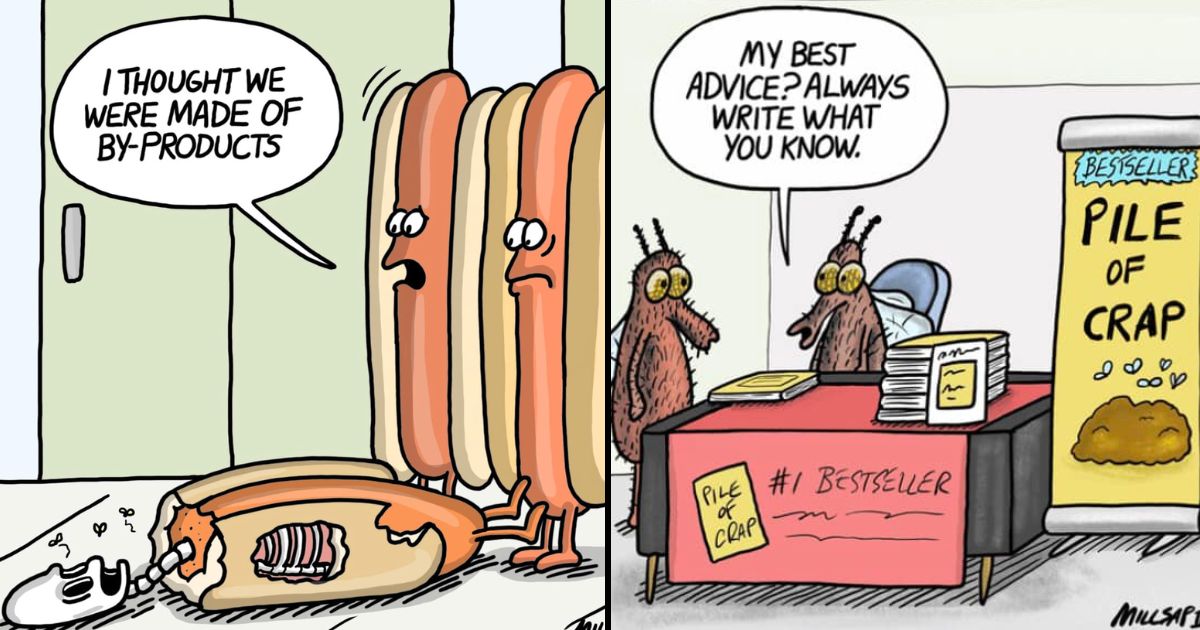 I THOUGHT WE
WERE MADE OF
BY-PRODUCTS
MY BEST
ADVICE? ALWAYS
WRITE WHAT
YOU KNOW.
BESTSELLER
PILE
OF
CRAP
#1 BESTSELLER
PILE
OF
CRAP
MILLSAP